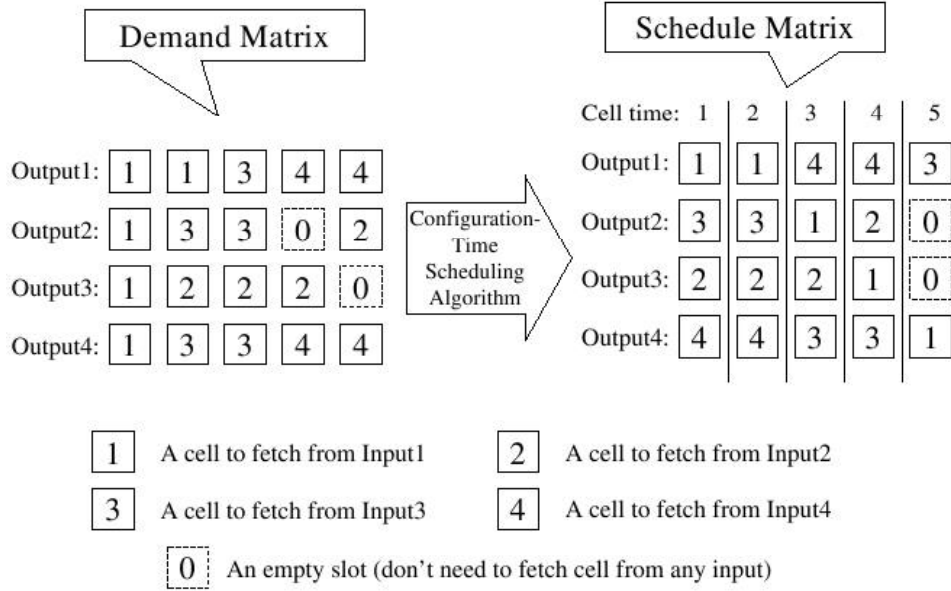 Demand Matrix
Schedule Matrix
Output1: 1 1 3 4 4
Output2: 1 3 3 0 2
Output3: 1 2 2 2 0
Output4: 1 3 3 4 4
Configuration-
Time
Scheduling
Algorithm
Cell time: 1 2 3 4 5
Output1: 1 1 4 4 3
Output2: 3 3 1 2 0
Output3: 2 2 2 1 0
Output4: 4 4 3 3 1
1 A cell to fetch from Input1
2 A cell to fetch from Input2
3 A cell to fetch from Input3
4 A cell to fetch from Input4
0 An empty slot (don't need to fetch cell from any input)